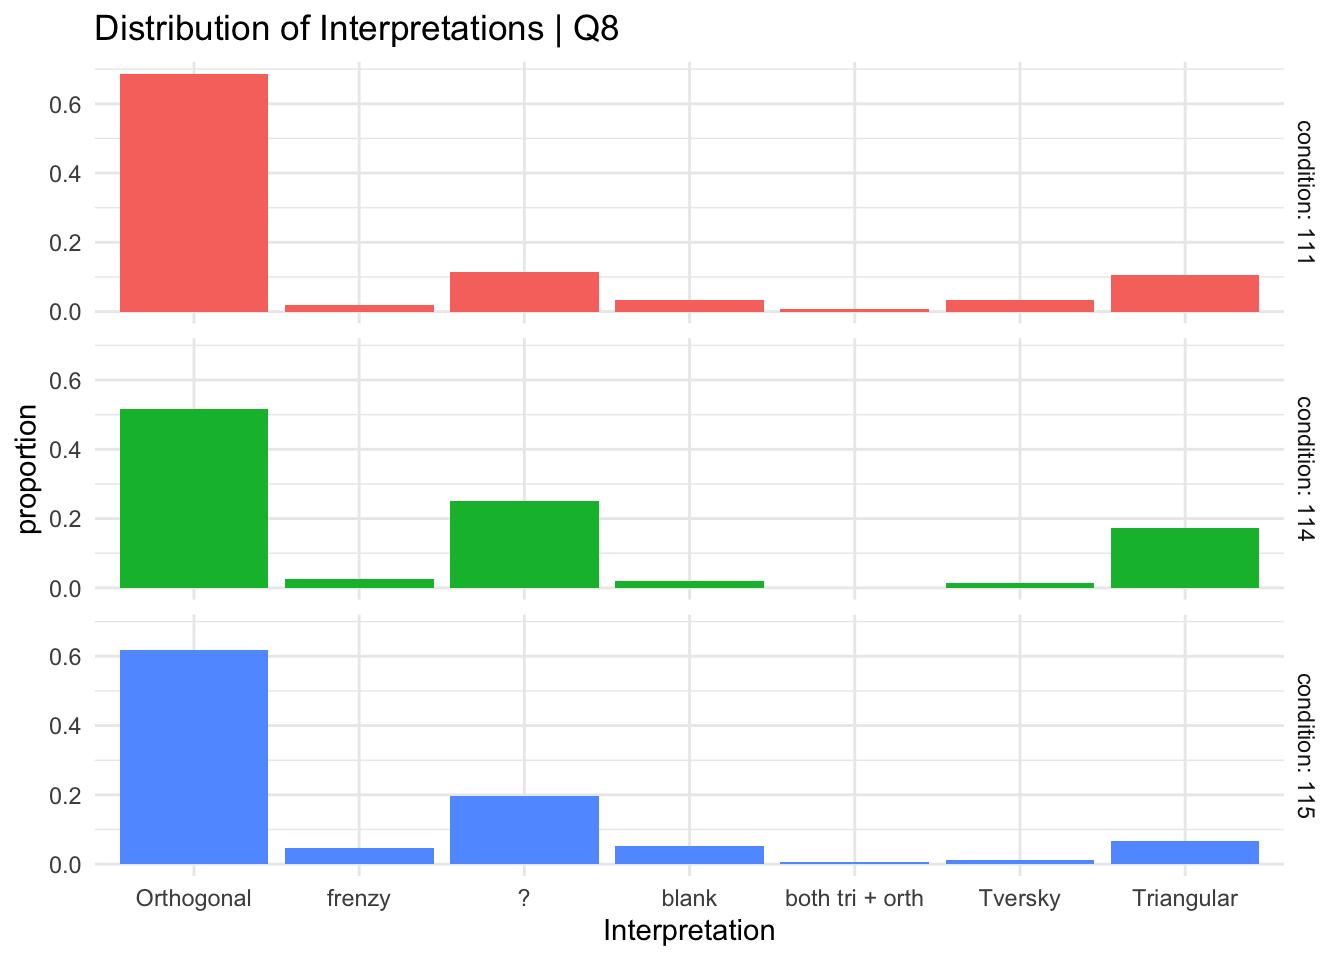 Distribution of Interpretations | Q8
proportion
0.6
0.4
0.2
0.0
condition: 111
0.6
0.4
0.2
0.0
condition: 114
0.6
0.4
0.2
0.0
condition: 115
Orthogonal frenzy ? blank both tri + orth Tversky Triangular
Interpretation